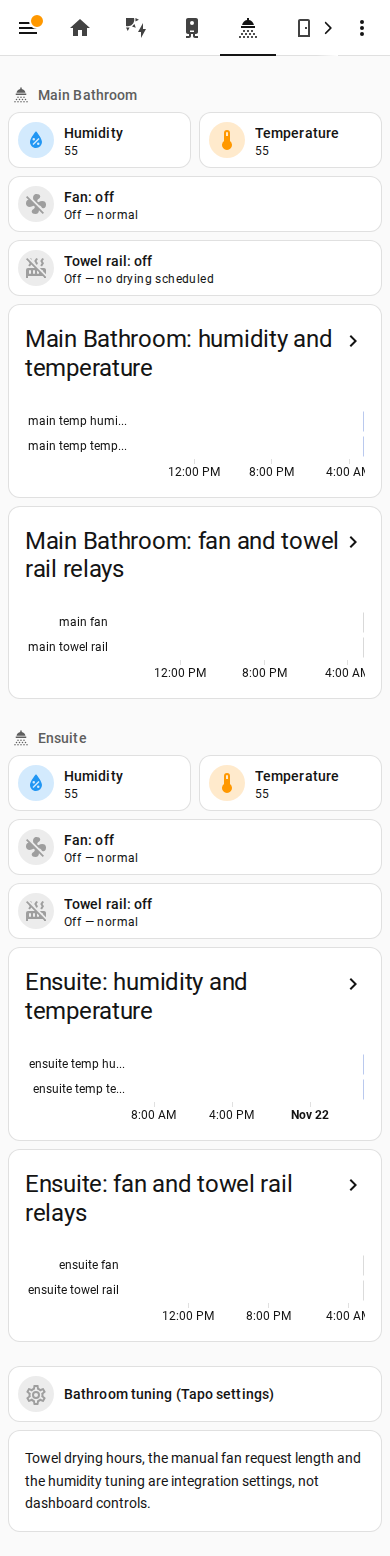 Main Bathroom
Humidity
55
Temperature
55
Fan: off
Off – normal
Towel rail: off
Off – no drying scheduled
Main Bathroom: humidity and
temperature
main temp humi...
main temp temp...
12:00 PM 8:00 PM 4:00 AM
Main Bathroom: fan and towel
rail relays
main fan
main towel rail
12:00 PM 8:00 PM 4:00 AM
Ensuite
Humidity
55
Temperature
55
Fan: off
Off – normal
Towel rail: off
Off – normal
Ensuite: humidity and
temperature
ensuite temp hu...
ensuite temp te...
8:00 AM 4:00 PM Nov 22
Ensuite: fan and towel rail
relays
ensuite fan
ensuite towel rail
12:00 PM 8:00 PM 4:00 AM
Bathroom tuning (Tapo settings)
Towel drying hours, the manual fan request length and
the humidity tuning are integration settings, not
dashboard controls.